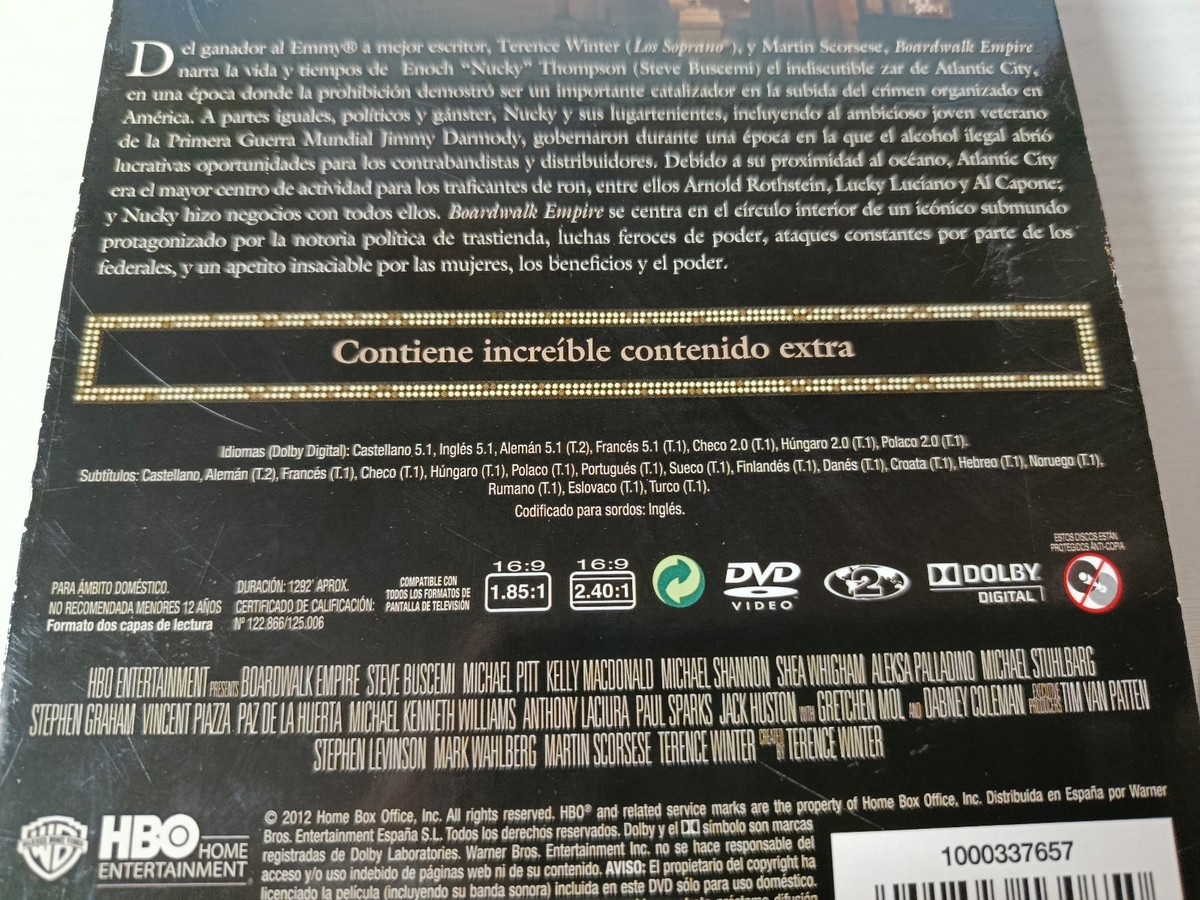 Del ganador al Emmy® a mejor escritor, Terence Winter (Los Soprano®), y Martin Scorsese, Boardwalk Empire
narra la vida y tiempos de Enoch “Nucky” Thompson (Steve Buscemi) el indiscutible zar de Atlantic City,
en una época donde la prohibición demostró ser un importante catalizador en la subida del crimen organizado en
América. A partes iguales, políticos y gánster, Nucky y sus lugartenientes, incluyendo al ambicioso joven veterano
de la Primera Guerra Mundial Jimmy Darmody, gobernaron durante una época en la que el alcohol ilegal abrió
lucrativas oportunidades para los contrabandistas y distribuidores. Debido a su proximidad al océano, Atlantic City
era el mayor centro de actividad para los traficantes de ron, entre ellos Arnold Rothstein, Lucky Luciano y Al Capone;
y Nucky hizo negocios con todos ellos. Boardwalk Empire se centra en el círculo interior de un icónico submundo
protagonizado por la notoria política de trastienda, luchas feroces de poder, ataques constantes por parte de los
federales, y un apetito insaciable por las mujeres, los beneficios y el poder.
Contiene increíble contenido extra
Idiomas (Dolby Digital): Castellano 5.1, Inglés 5.1, Alemán 5.1 (T.2), Francés 5.1 (T.1), Checo 2.0 (T.1), Húngaro 2.0 (T.1), Polaco 2.0 (T.1).
Subtítulos: Castellano, Alemán (T.2), Francés (T.1), Checo (T.1), Húngaro (T.1), Polaco (T.1), Portugués (T.1), Sueco (T.1), Finlandés (T.1), Danés (T.1), Croata (T.1), Hebreo (T.1), Noruego (T.1),
Rumano (T.1), Eslovaco (T.1), Turco (T.1).
Codificado para sordos: Inglés.
ESTOS DISCOS ESTÁN
PROTEGIDOS ANTI-COPIA
PARA ÁMBITO DOMÉSTICO.
NO RECOMENDADA MENORES 12 AÑOS
Formato dos capas de lectura
DURACIÓN: 1292' APROX.
CERTIFICADO DE CALIFICACIÓN:
Nº 122.866/125.006
COMPATIBLE CON
TODOS LOS FORMATOS DE
PANTALLA DE TELEVISIÓN
16:9
1.85:1
16:9
2.40:1
DVD
VIDEO
2
DOLBY
DIGITAL
HBO ENTERTAINMENT PRESENTS BOARDWALK EMPIRE STEVE BUSCEMI MICHAEL PITT KELLY MACDONALD MICHAEL SHANNON SHEA WHIGHAM ALEKSA PALLADINO MICHAEL STUHLBARG
STEPHEN GRAHAM VINCENT PIAZZA PAZ DE LA HUERTA MICHAEL KENNETH WILLIAMS ANTHONY LACIURA PAUL SPARKS JACK HUSTON WITH GRETCHEN MOL AND DABNEY COLEMAN EXECUTIVE PRODUCERS TIM VAN PATTEN
STEPHEN LEVINSON MARK WAHLBERG MARTIN SCORSESE TERENCE WINTER CREATED BY TERENCE WINTER
WB
HBO HOME
ENTERTAINMENT
© 2012 Home Box Office, Inc. All rights reserved. HBO® and related service marks are the property of Home Box Office, Inc. Distribuida en España por Warner
Bros. Entertainment España S.L. Todos los derechos reservados. Dolby y el símbolo son marcas
registradas de Dolby Laboratories. Warner Bros. Entertainment Inc. no se hace responsable del
acceso y/o uso indebido de páginas web ni de su contenido. AVISO: El propietario del copyright ha
licenciado la película (incluyendo su banda sonora) incluida en este DVD sólo para uso doméstico.
1000337657